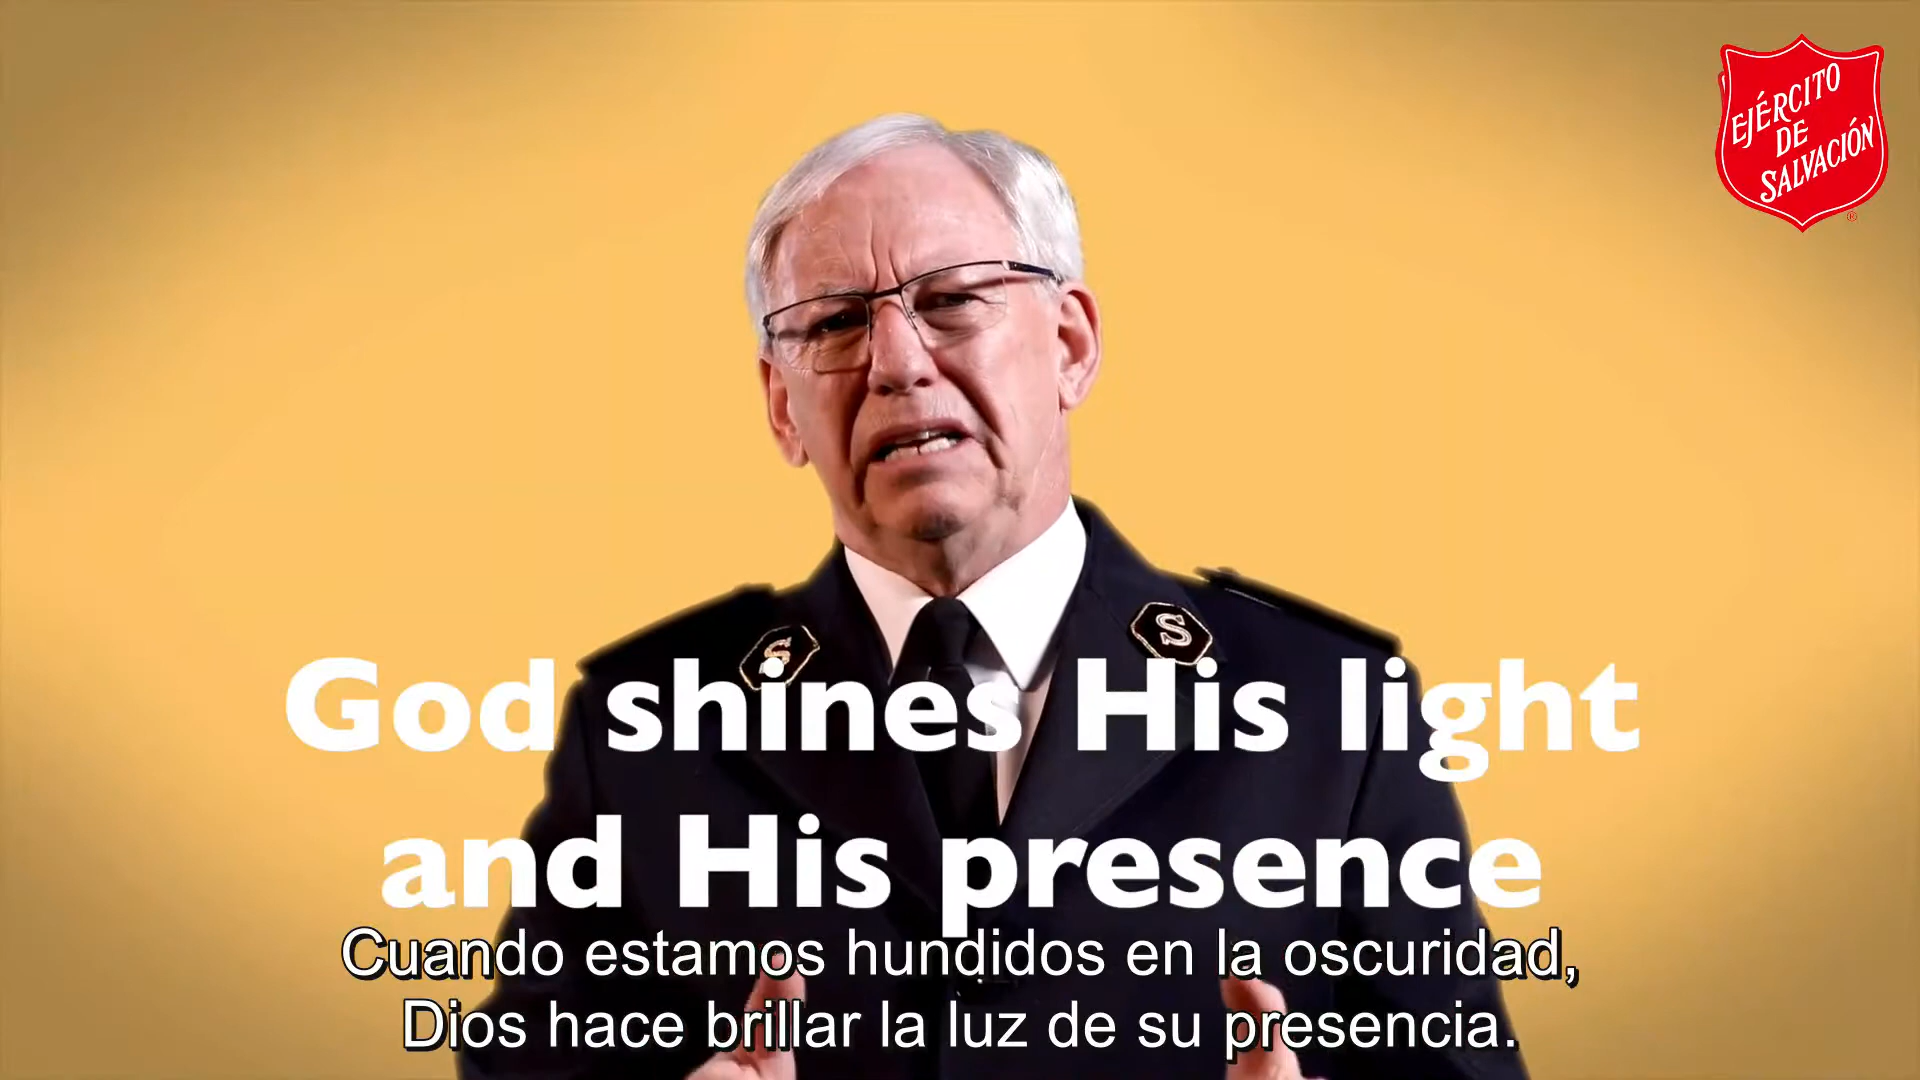 EJÉRCITO
DE
SALVACIÓN
®
S
S
God shines His light
and His presence
Cuando estamos hundidos en la oscuridad,
Dios hace brillar la luz de su presencia.